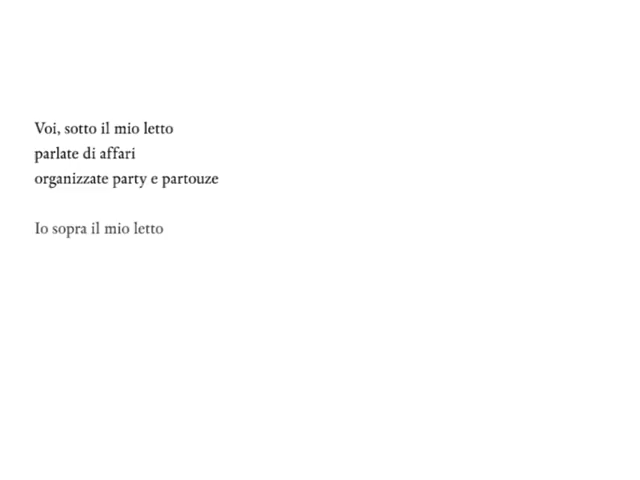 Voi, sotto il mio letto
parlate di affari
organizzate party e partouze
Io sopra il mio letto